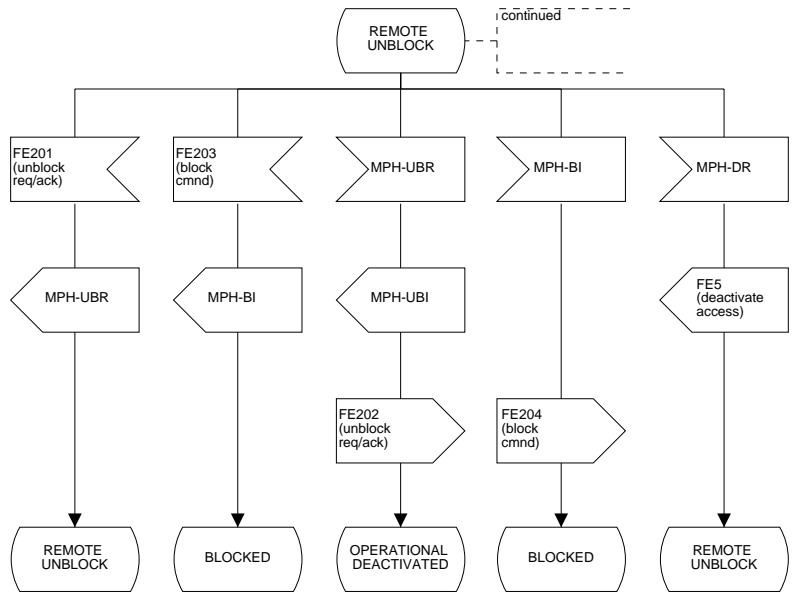 REMOTE
UNBLOCK
continued
FE201
(unblock
req/ack)
FE203
(block
cmnd)
MPH-UBR
MPH-BI
MPH-DR
MPH-UBR
MPH-BI
MPH-UBI
FE5
(deactivate
access)
FE202
(unblock
req/ack)
FE204
(block
cmnd)
REMOTE
UNBLOCK
BLOCKED
OPERATIONAL
DEACTIVATED
BLOCKED
REMOTE
UNBLOCK